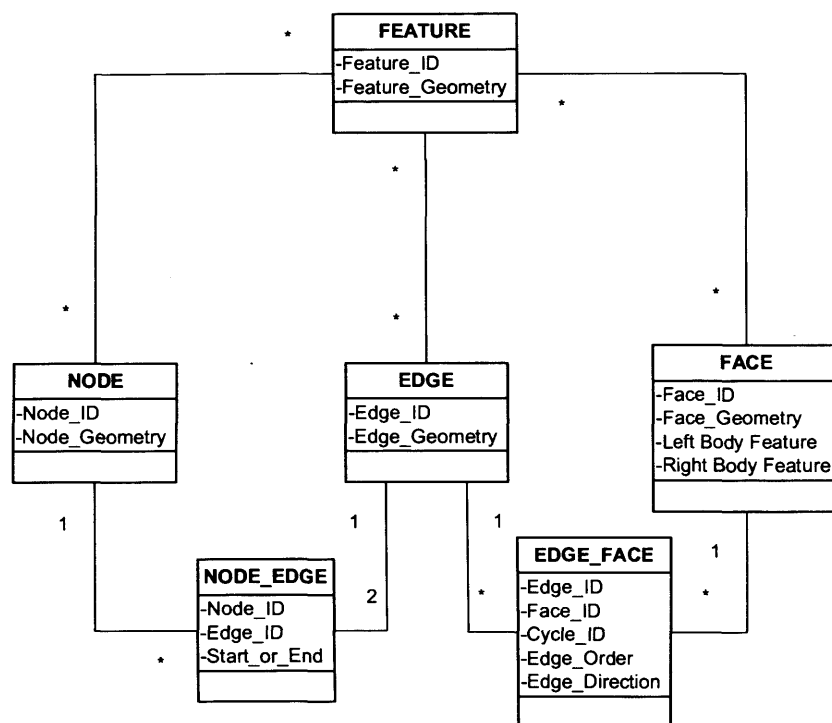 *
FEATURE
-Feature_ID
-Feature_Geometry
*
*
*
*
*
NODE
-Node_ID
-Node_Geometry
EDGE
-Edge_ID
-Edge_Geometry
FACE
-Face_ID
-Face_Geometry
-Left Body Feature
-Right Body Feature
1
1
1
1
NODE_EDGE
-Node_ID
-Edge_ID
-Start_or_End
2
*
*
*
EDGE_FACE
-Edge_ID
-Face_ID
-Cycle_ID
-Edge_Order
-Edge_Direction